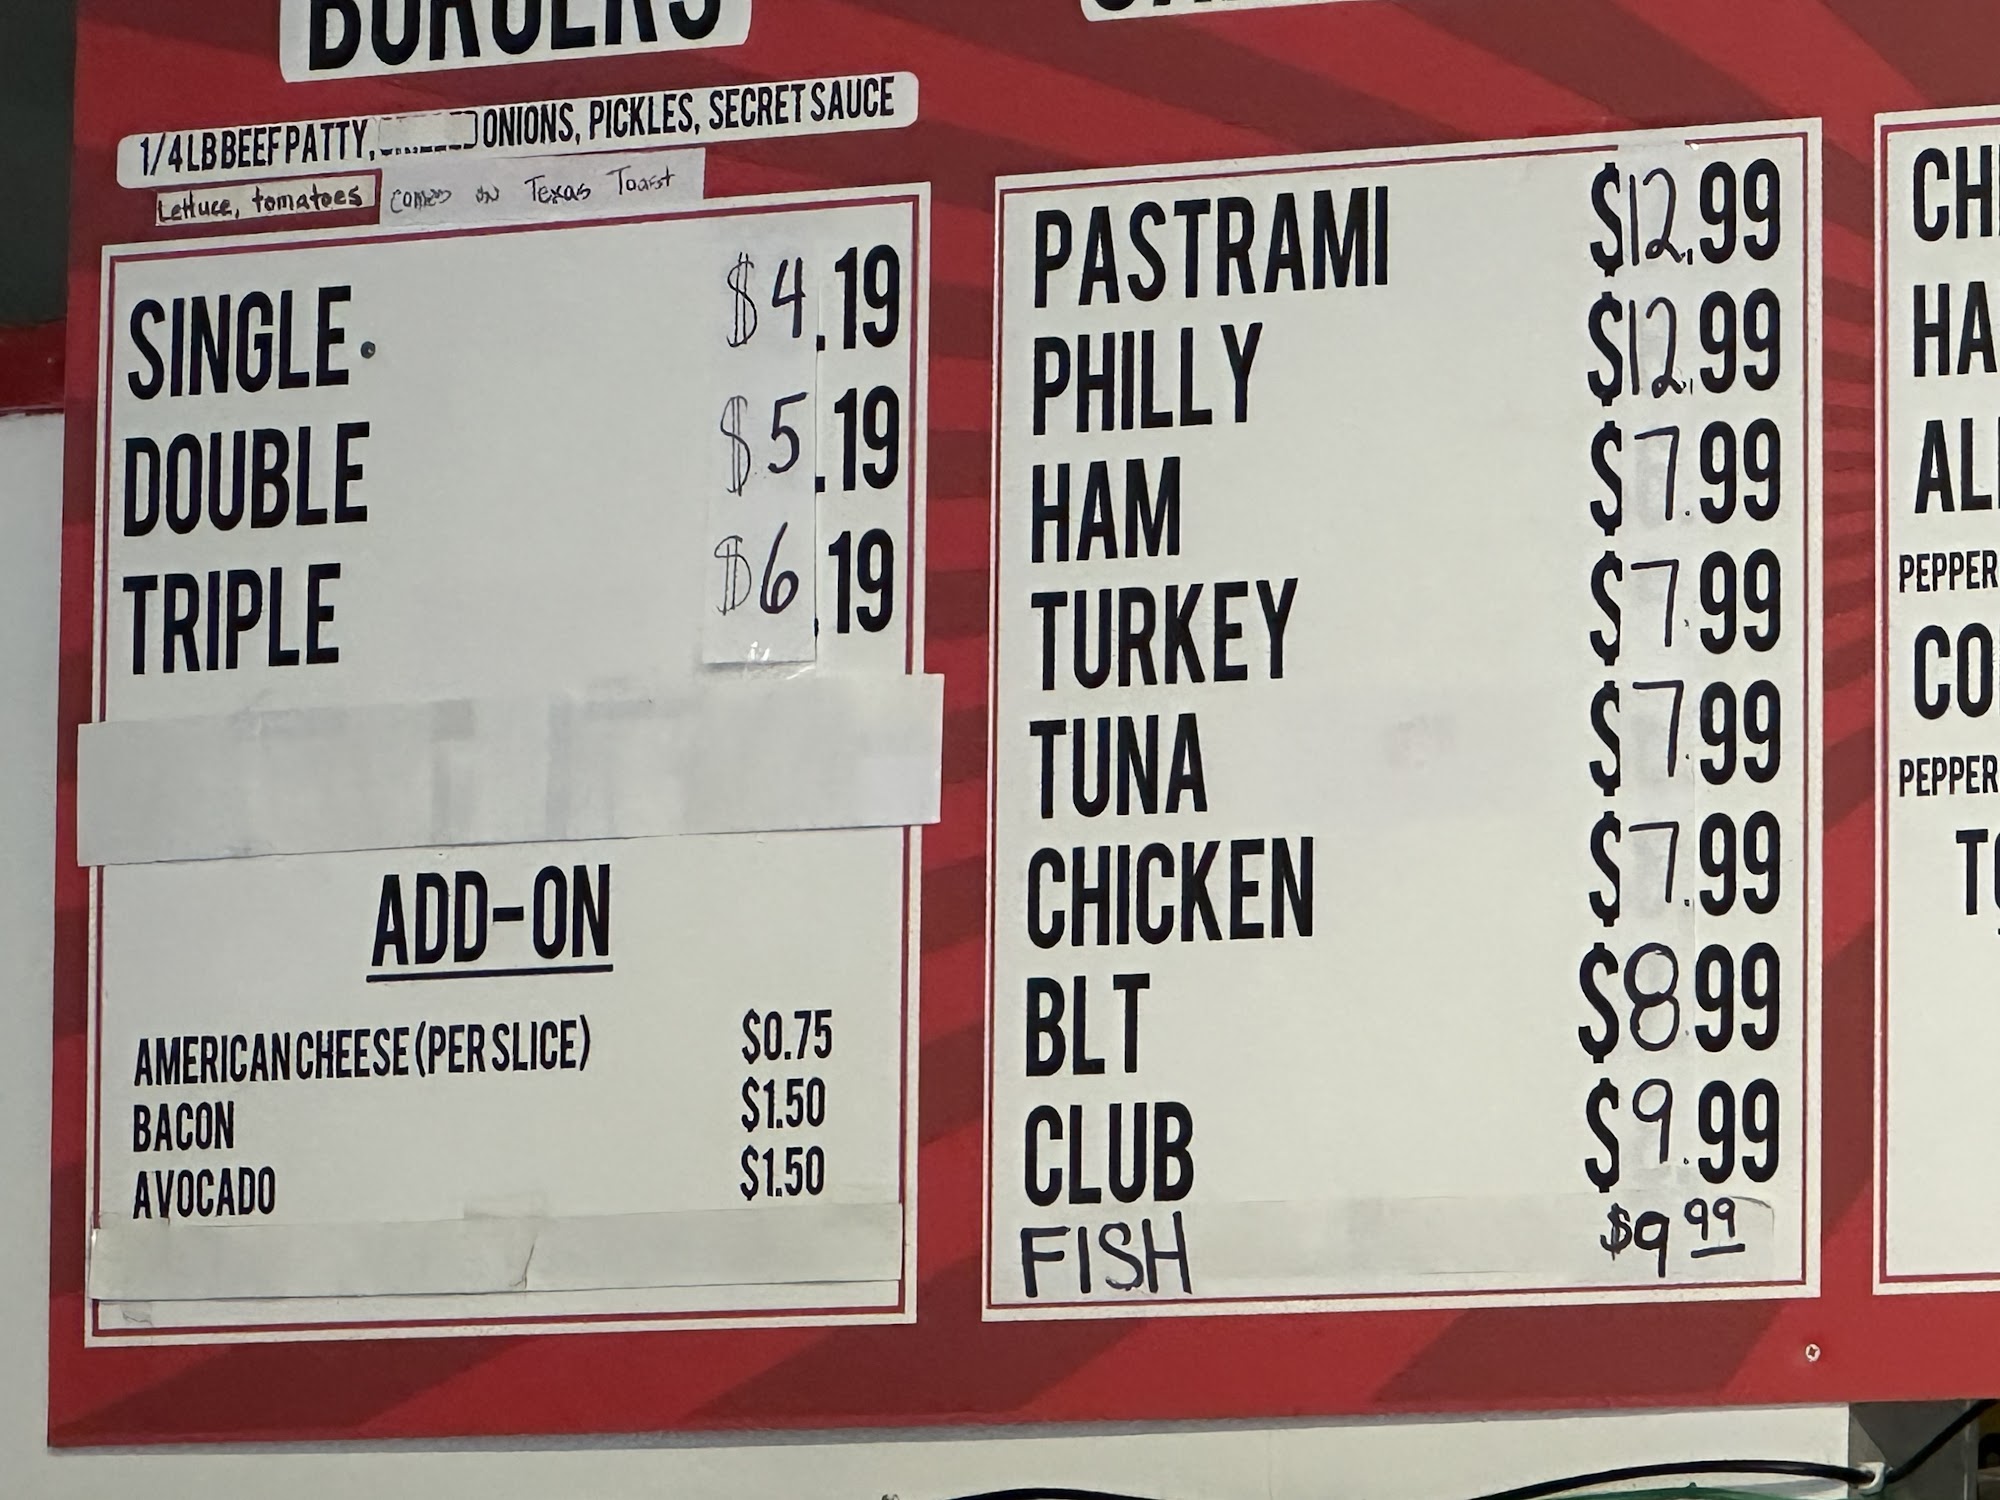 BURGERS
1/4 LB BEEF PATTY, ONIONS, PICKLES, SECRET SAUCE
Lettuce, tomatoes comes on Texas Toast
SINGLE. $4.19
DOUBLE $5.19
TRIPLE $6.19
ADD-ON
AMERICAN CHEESE (PER SLICE) $0.75
BACON $1.50
AVOCADO $1.50
PASTRAMI $12.99
PHILLY $12.99
HAM $7.99
TURKEY $7.99
TUNA $7.99
CHICKEN $7.99
BLT $8.99
CLUB $9.99
FISH $9 99
PEPPER
PEPPER